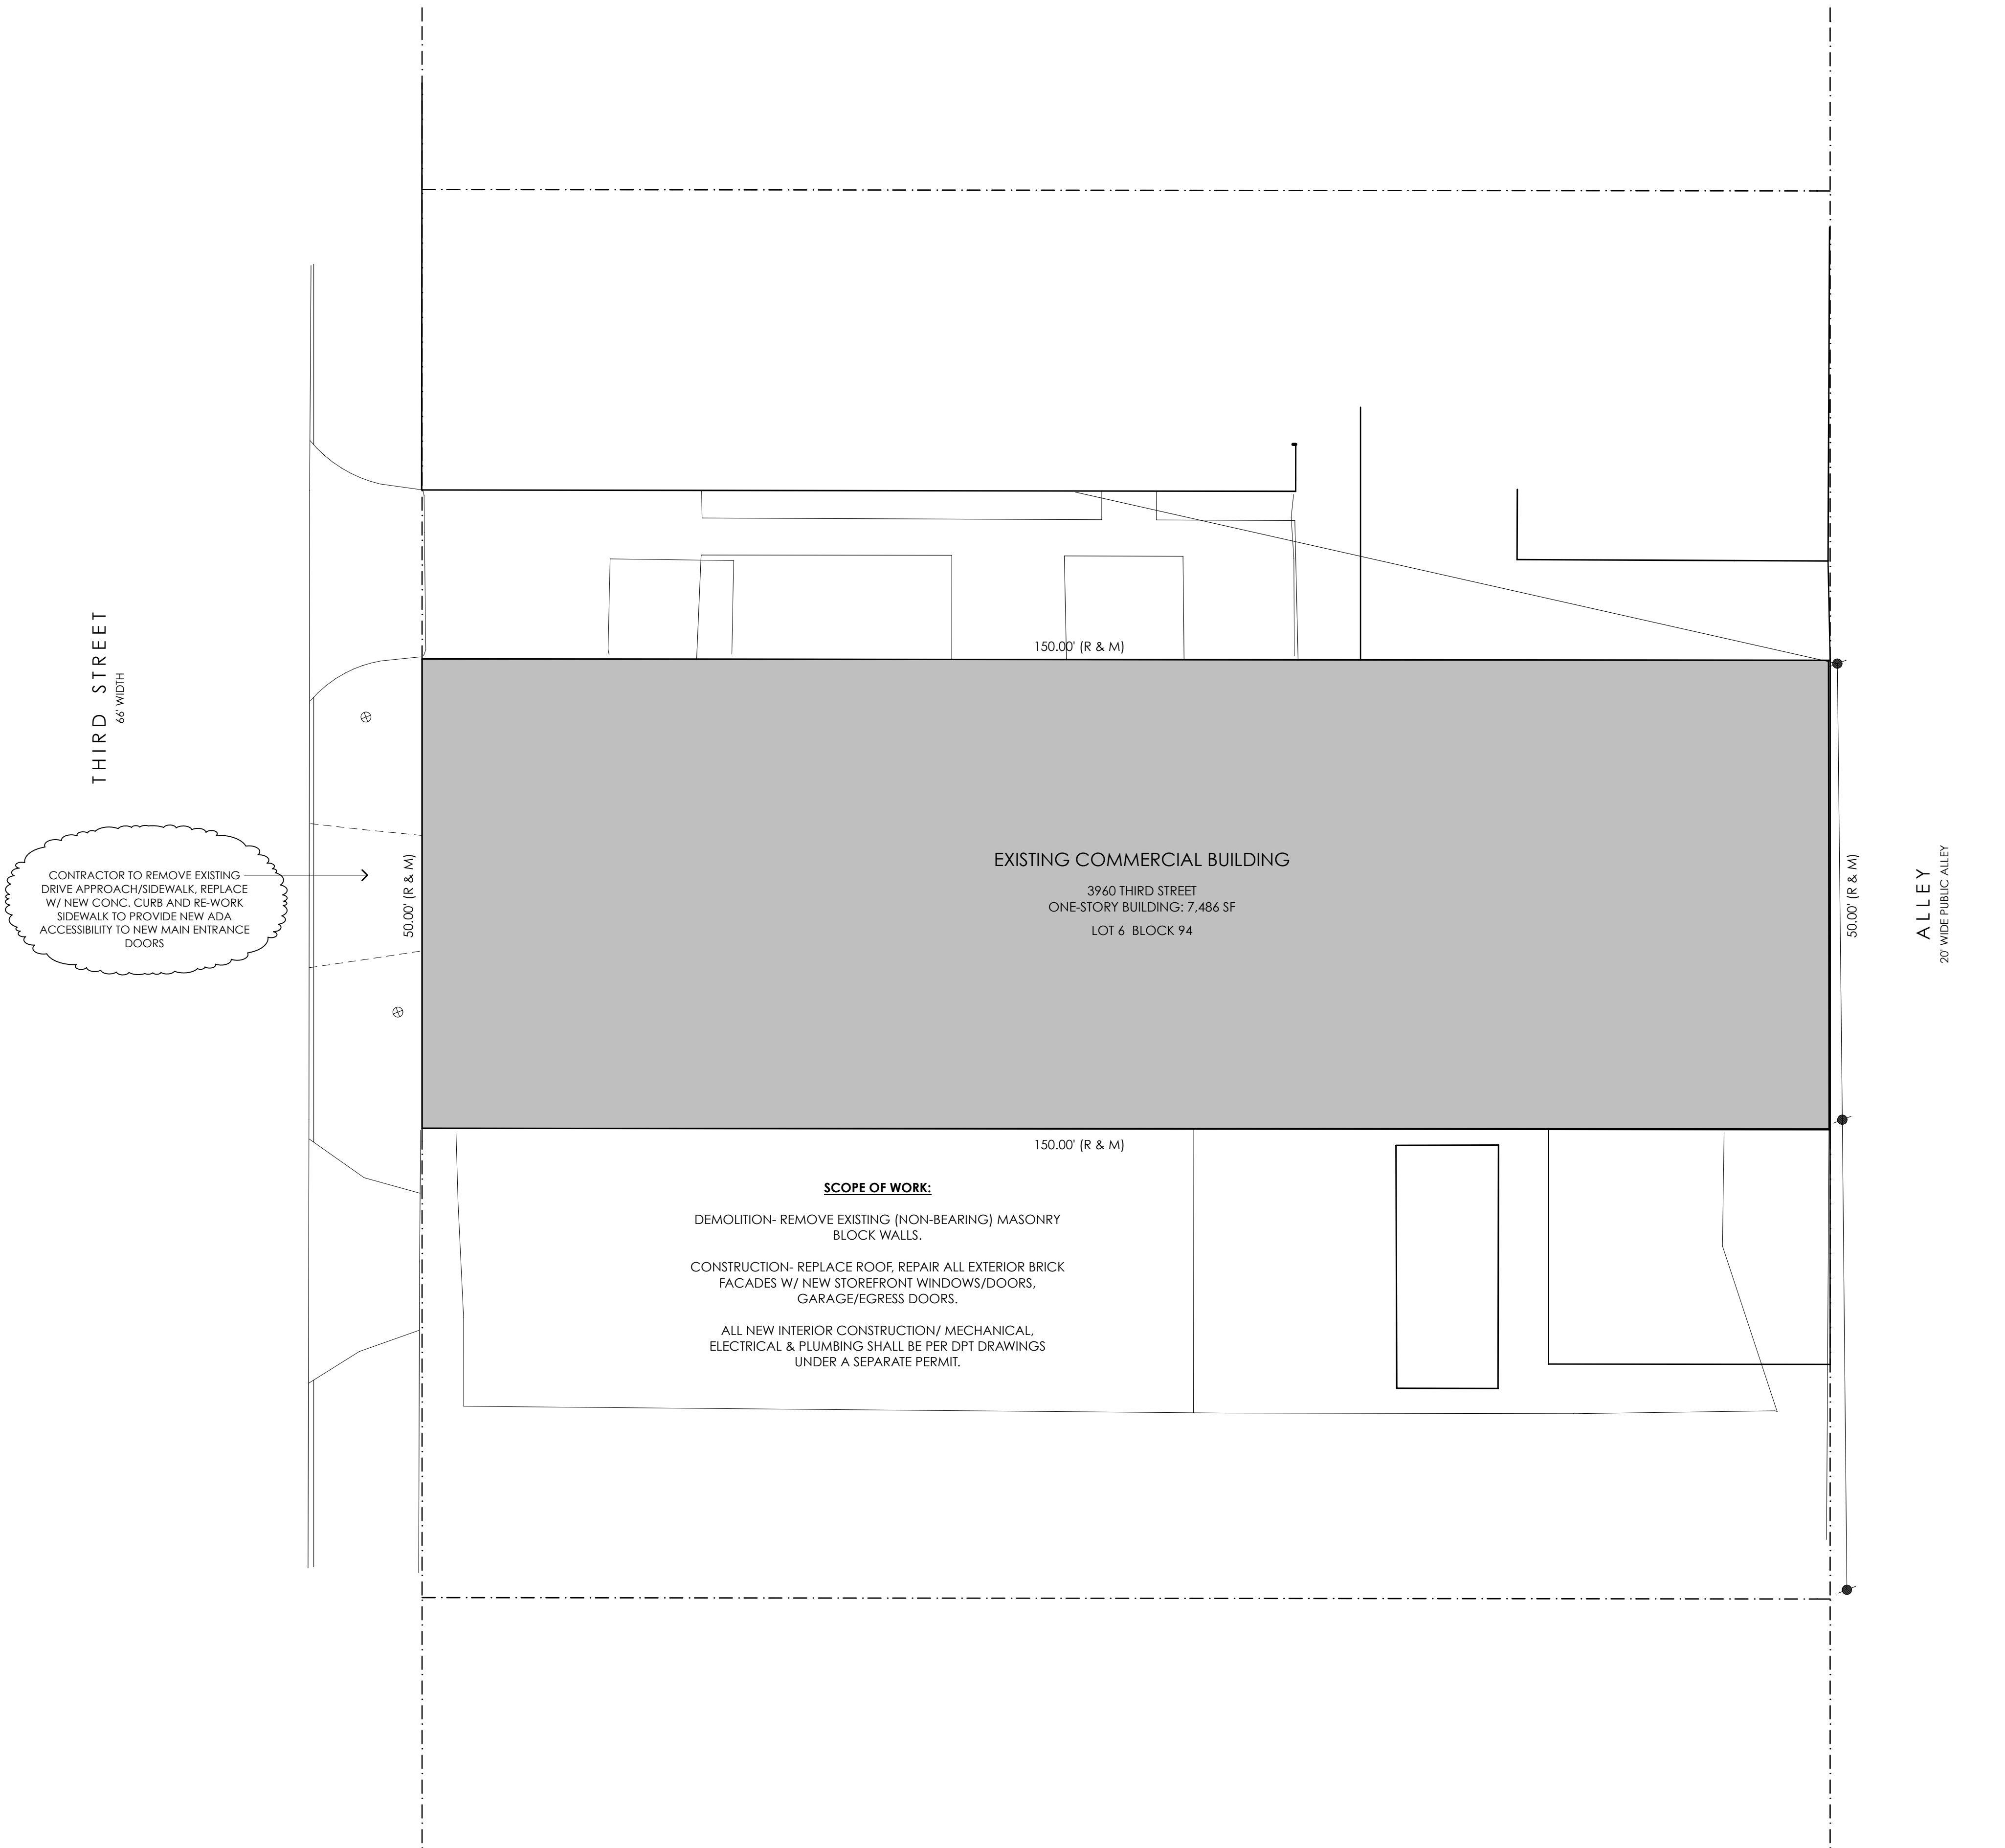 THIRD STREET
66' WIDTH
CONTRACTOR TO REMOVE EXISTING
DRIVE APPROACH/SIDEWALK, REPLACE
W/ NEW CONC. CURB AND RE-WORK
SIDEWALK TO PROVIDE NEW ADA
ACCESSIBILITY TO NEW MAIN ENTRANCE
DOORS
50.00' (R & M)
150.00' (R & M)
EXISTING COMMERCIAL BUILDING
3960 THIRD STREET
ONE-STORY BUILDING: 7,486 SF
LOT 6 BLOCK 94
50.00' (R & M)
ALLEY
20' WIDE PUBLIC ALLEY
150.00' (R & M)
SCOPE OF WORK:
DEMOLITION- REMOVE EXISTING (NON-BEARING) MASONRY
BLOCK WALLS.
CONSTRUCTION- REPLACE ROOF, REPAIR ALL EXTERIOR BRICK
FACADES W/ NEW STOREFRONT WINDOWS/DOORS,
GARAGE/EGRESS DOORS.
ALL NEW INTERIOR CONSTRUCTION/ MECHANICAL,
ELECTRICAL & PLUMBING SHALL BE PER DPT DRAWINGS
UNDER A SEPARATE PERMIT.